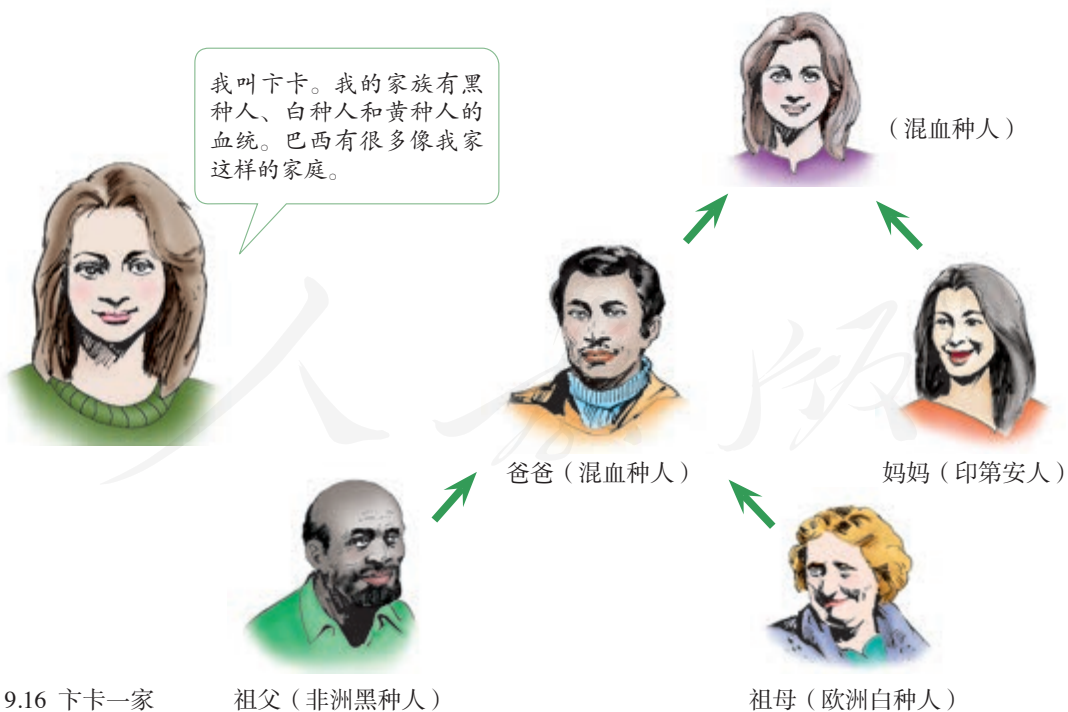 我叫卞卡。我的家族有黑
种人、白种人和黄种人的
血统。巴西有很多像我家
这样的家庭。
（混血种人）
爸爸（混血种人）
妈妈（印第安人）
祖父（非洲黑种人）
祖母（欧洲白种人）
9.16 卞卡一家
人教版